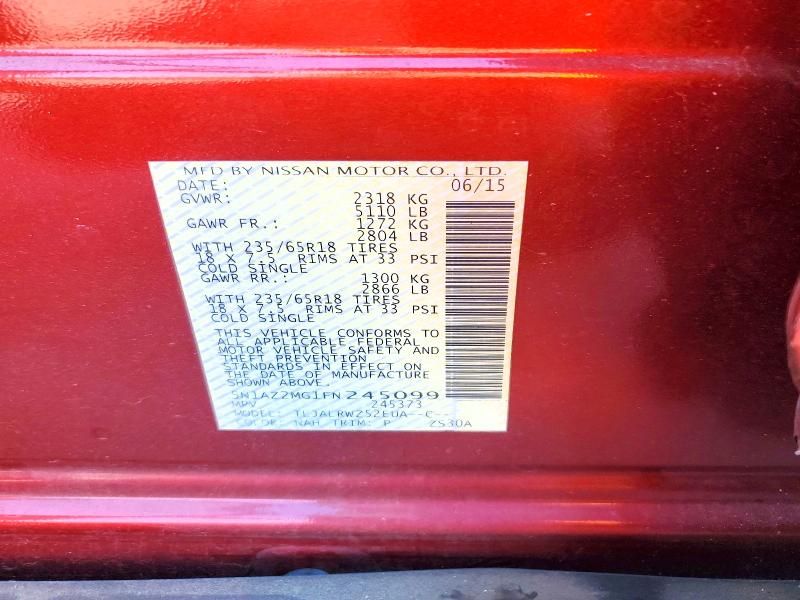 MFD BY NISSAN MOTOR CO., LTD.
DATE: 06/15
GVWR: 2318 KG
5110 LB
GAWR FR.: 1272 KG
2804 LB
WITH 235/65R18 TIRES
18 X 7.5 RIMS AT 33 PSI
COLD SINGLE
GAWR RR.: 1300 KG
2866 LB
WITH 235/65R18 TIRES
18 X 7.5 RIMS AT 33 PSI
COLD SINGLE
THIS VEHICLE CONFORMS TO
ALL APPLICABLE FEDERAL
MOTOR VEHICLE SAFETY AND
THEFT PREVENTION
STANDARDS IN EFFECT ON
THE DATE OF MANUFACTURE
SHOWN ABOVE.
5N1AZ2MG1FN245099
MPV 245373
MODEL: TLJALRWZ52EUA--C--
COLOR: NAH TRIM: P ZS30A